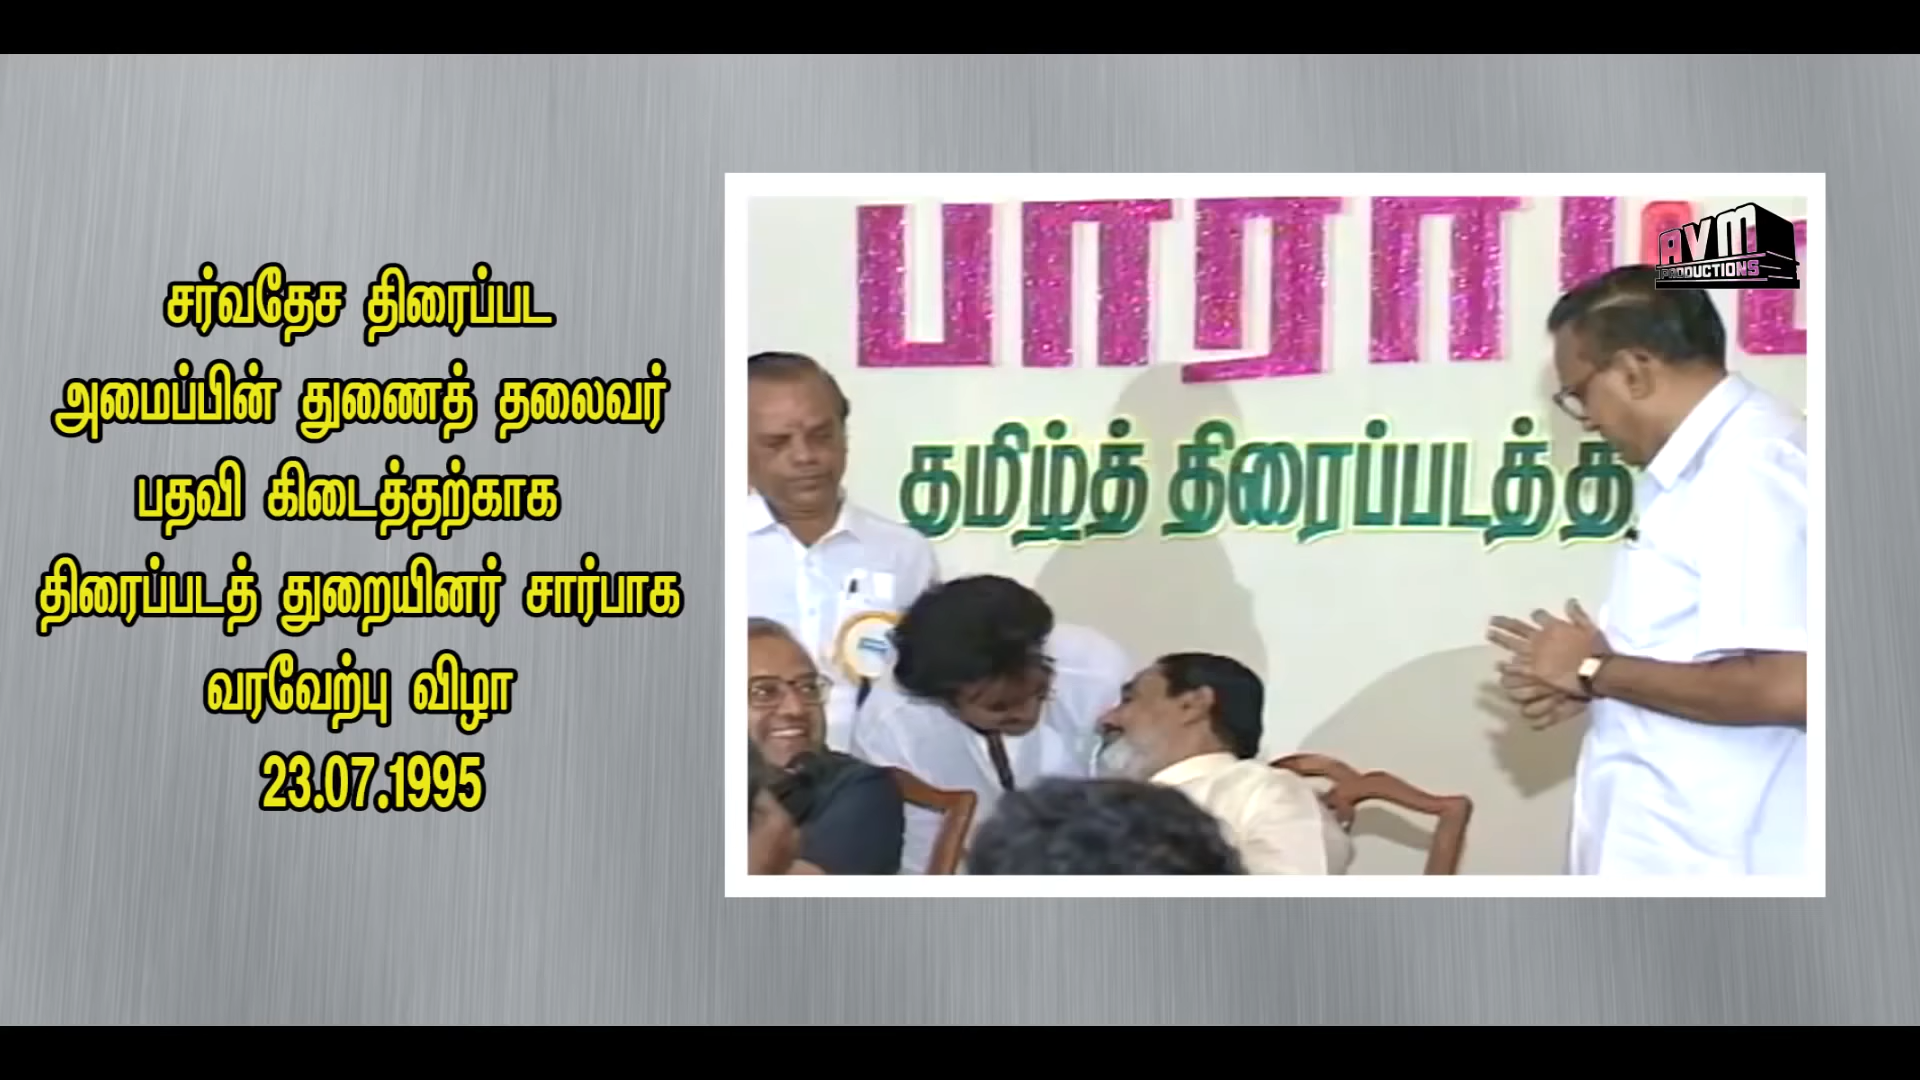 சர்வதேச திரைப்பட
அமைப்பின் துணைத் தலைவர்
பதவி கிடைத்தற்காக
திரைப்படத் துறையினர் சார்பாக
வரவேற்பு விழா
23.07.1995
பாரா
தமிழ்த் திரைப்படத்த
AVM
PRODUCTIONS